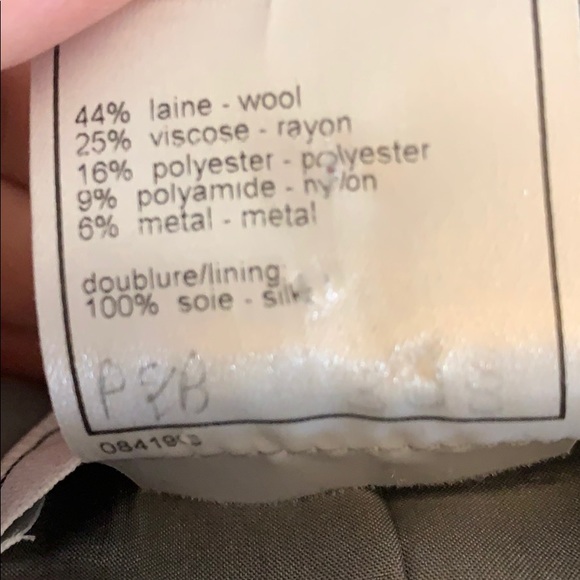 44% laine - wool
25% viscose - rayon
16% polyester - polyester
9% polyamide - nylon
6% metal - metal
doublure/lining
100% soie - silk